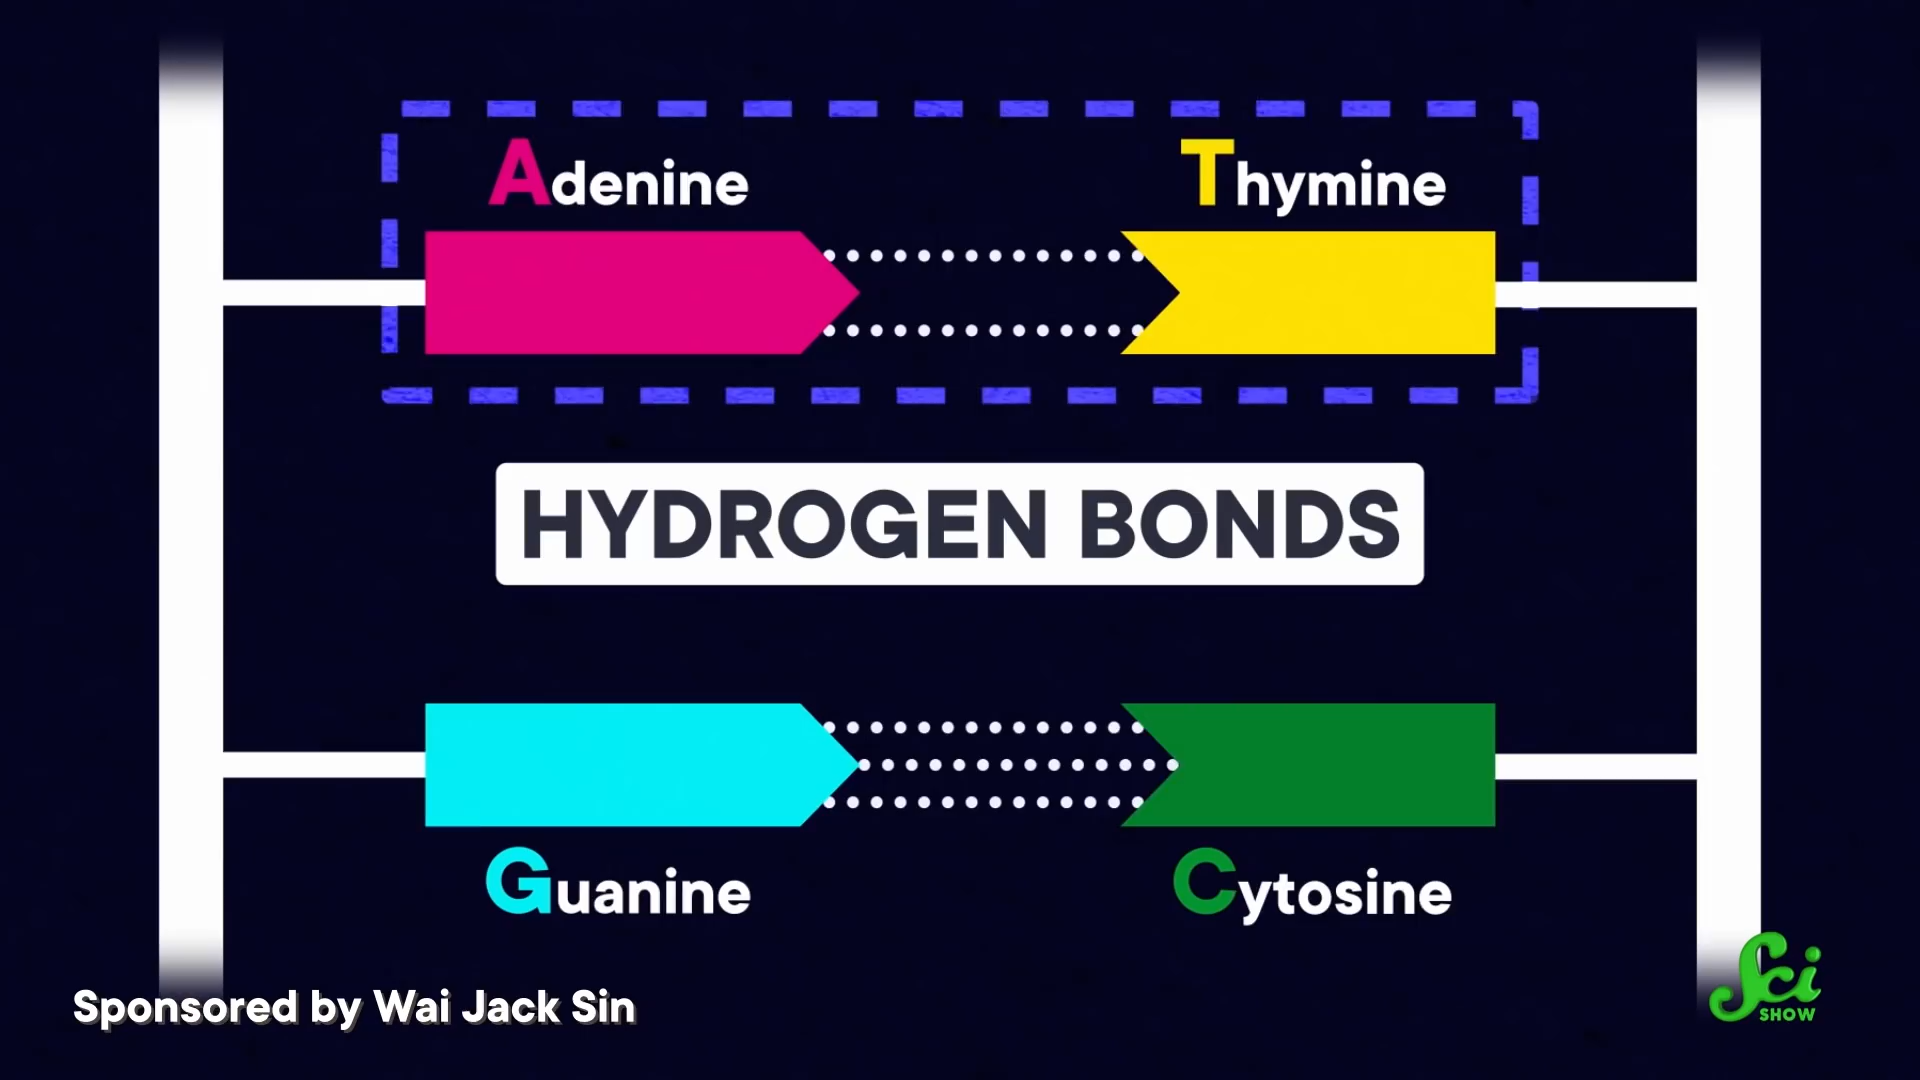 Adenine
Thymine
HYDROGEN BONDS
Guanine
Cytosine
Sponsored by Wai Jack Sin
Sci
SHOW